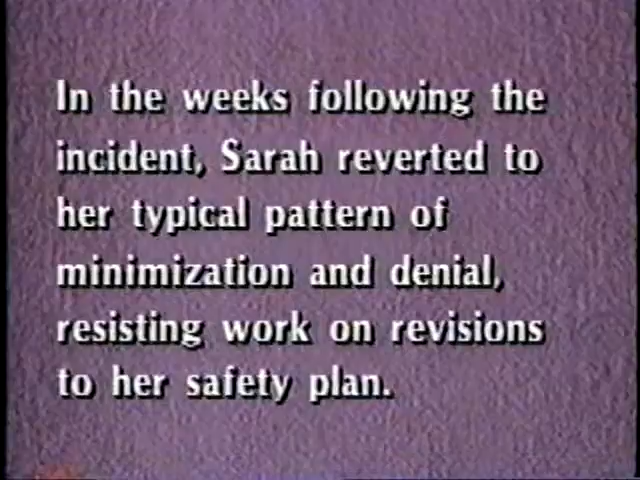 In the weeks following the
incident, Sarah reverted to
her typical pattern of
minimization and denial,
resisting work on revisions
to her safety plan.